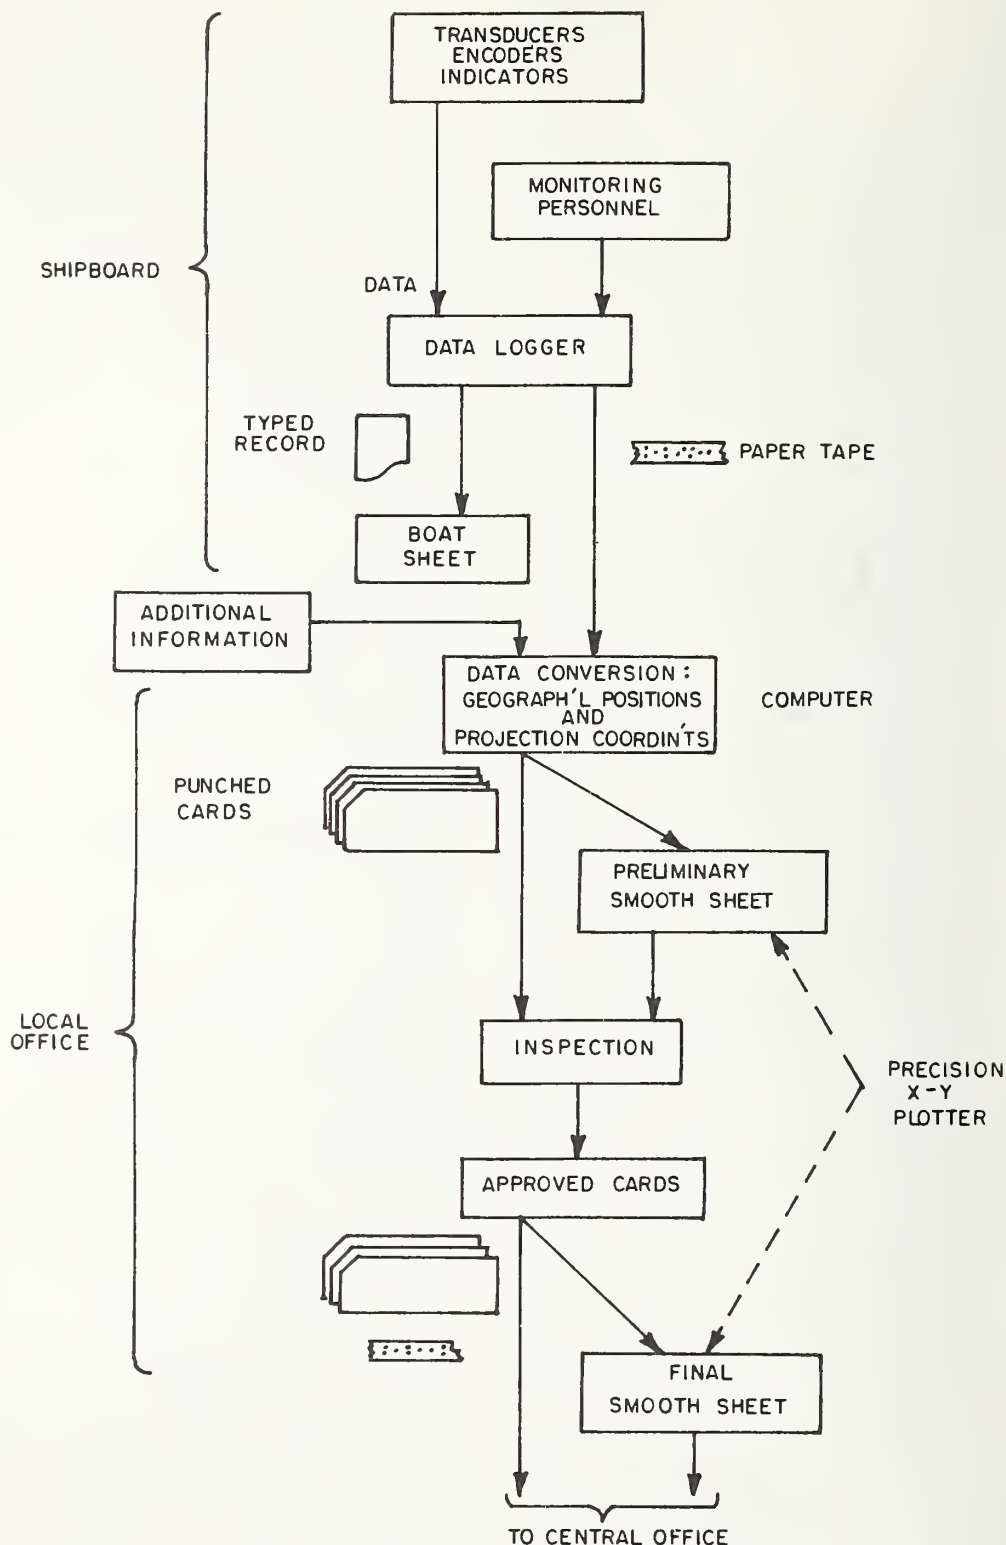 TRANSDUCERS
ENCODERS
INDICATORS
MONITORING
PERSONNEL
SHIPBOARD
DATA
DATA LOGGER
TYPED
RECORD
PAPER TAPE
BOAT
SHEET
ADDITIONAL
INFORMATION
DATA CONVERSION:
GEOGRAPH'L POSITIONS
AND
PROJECTION COORDIN'TS
COMPUTER
PUNCHED
CARDS
PRELIMINARY
SMOOTH SHEET
LOCAL
OFFICE
INSPECTION
PRECISION
X-Y
PLOTTER
APPROVED CARDS
FINAL
SMOOTH SHEET
TO CENTRAL OFFICE